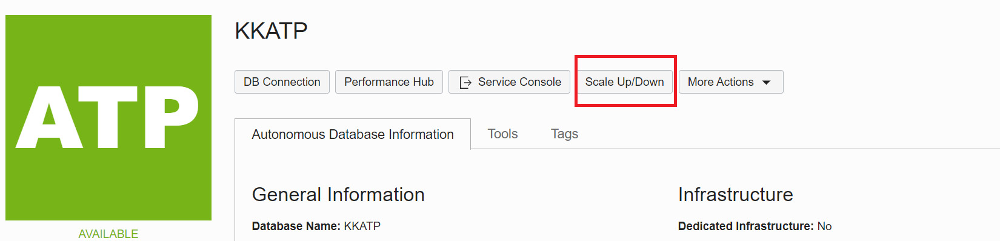 ATP
AVAILABLE
KKATP
DB Connection
Performance Hub
Service Console
Scale Up/Down
More Actions
Autonomous Database Information
Tools
Tags
General Information
Database Name: KKATP
Infrastructure
Dedicated Infrastructure: No